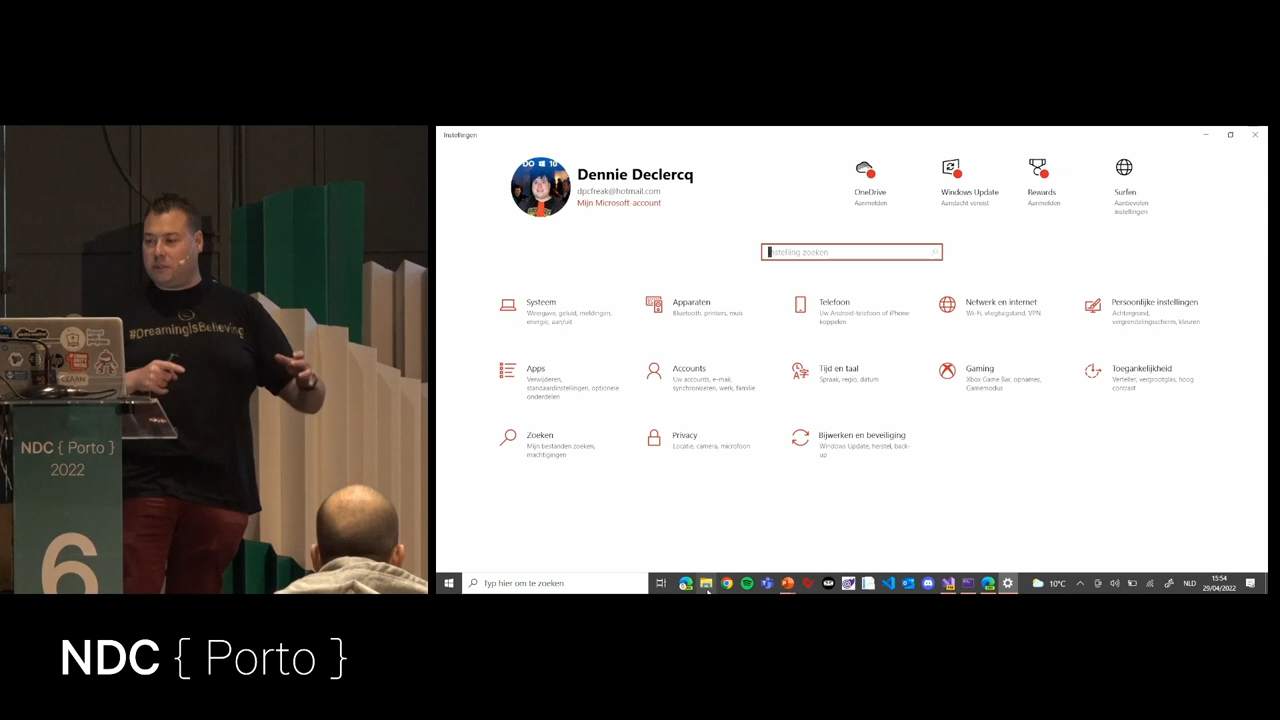 #DreamingIsBelieving
NDC { Porto }
2022
6
Instellingen
DO 10
Dennie Declercq
dpcfreak@hotmail.com
Mijn Microsoft-account
OneDrive
Aanmelden
Windows Update
Aandacht vereist
Rewards
Aanmelden
Surfen
Aanbevolen
instellingen
Instelling zoeken
Systeem
Weergave, geluid, meldingen,
energie, aan/uit
Apparaten
Bluetooth, printers, muis
Telefoon
Uw Android-telefoon of iPhone
koppelen
Netwerk en internet
Wi-Fi, vliegtuigstand, VPN
Persoonlijke instellingen
Achtergrond,
vergrendelingsscherm, kleuren
Apps
Verwijderen,
standaardinstellingen, optionele
onderdelen
Accounts
Uw accounts, e-mail,
synchroniseren, werk, familie
Tijd en taal
Spraak, regio, datum
Gaming
Xbox Game Bar, opnamen,
Gamemodus
Toegankelijkheid
Verteller, vergrootglas, hoog
contrast
Zoeken
Mijn bestanden zoeken,
machtigingen
Privacy
Locatie, camera, microfoon
Bijwerken en beveiliging
Windows Update, herstel, back-
up
Typ hier om te zoeken
10°C
NLD
15:54
29/04/2022
NDC { Porto }